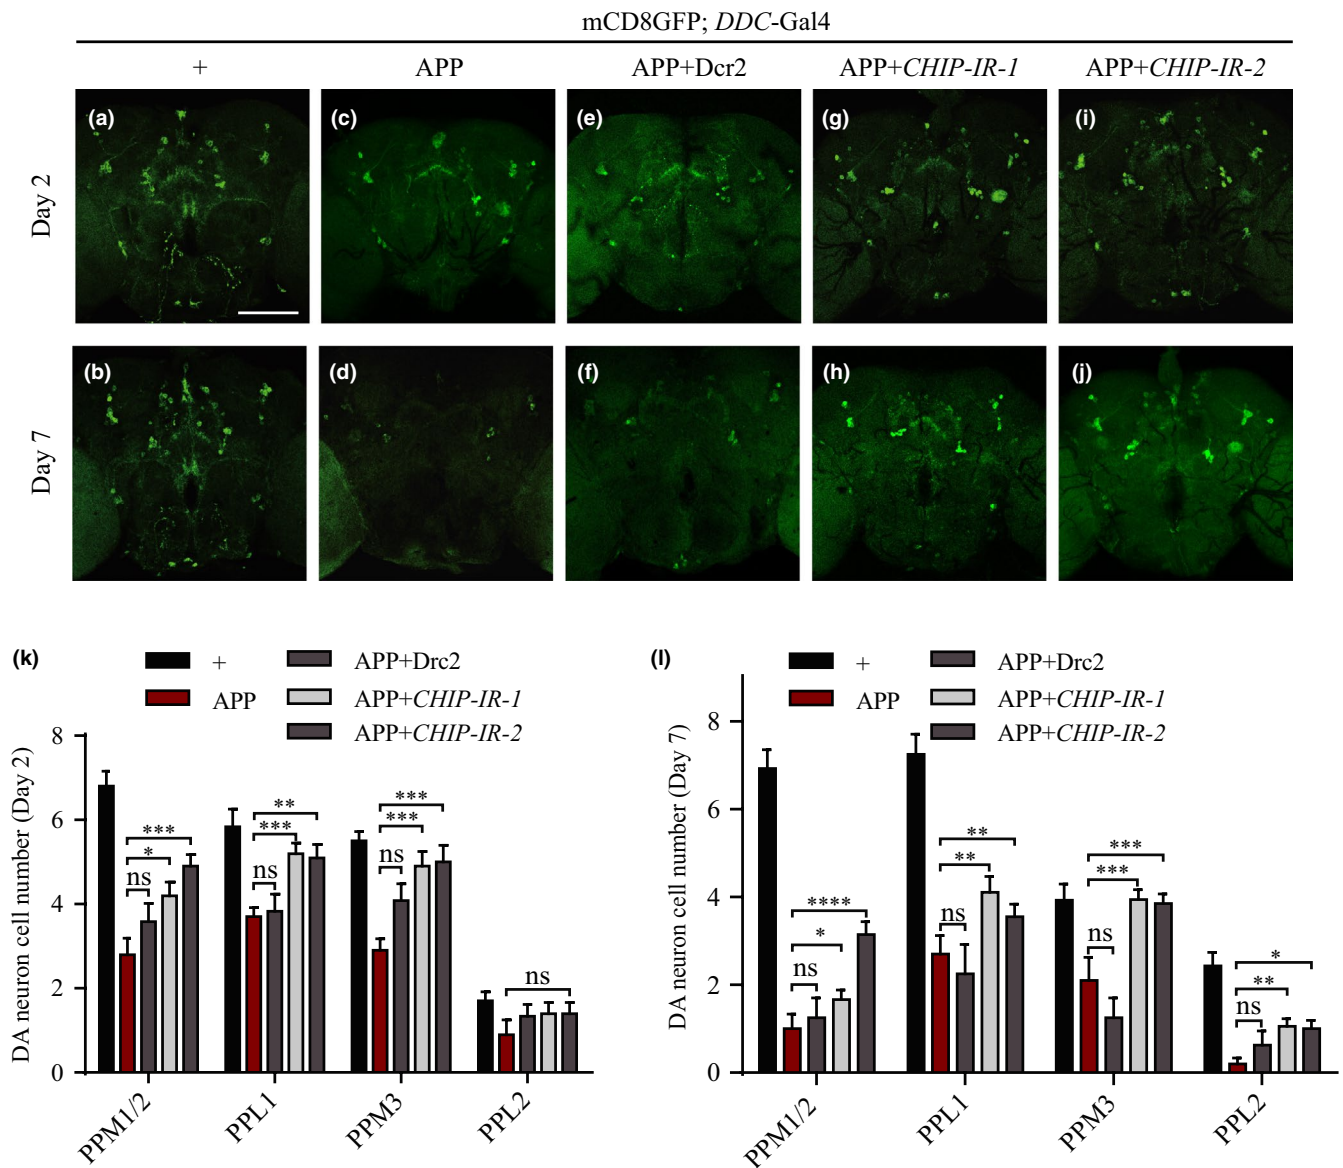 mCD8GFP; DDC-Gal4
+ APP APP+Dcr2 APP+CHIP-IR-1 APP+CHIP-IR-2
Day 2
(a) (c) (e) (g) (i)
Day 7
(b) (d) (f) (h) (j)
(k)
+ APP+Drc2
APP APP+CHIP-IR-1
APP+CHIP-IR-2
DA neuron cell number (Day 2)
8
6
4
2
0
ns * ***
ns *** **
ns *** ***
ns
PPM1/2 PPL1 PPM3 PPL2
(l)
+ APP+Drc2
APP APP+CHIP-IR-1
APP+CHIP-IR-2
DA neuron cell number (Day 7)
8
6
4
2
0
ns * ****
ns ** **
ns *** ***
ns ** *
PPM1/2 PPL1 PPM3 PPL2